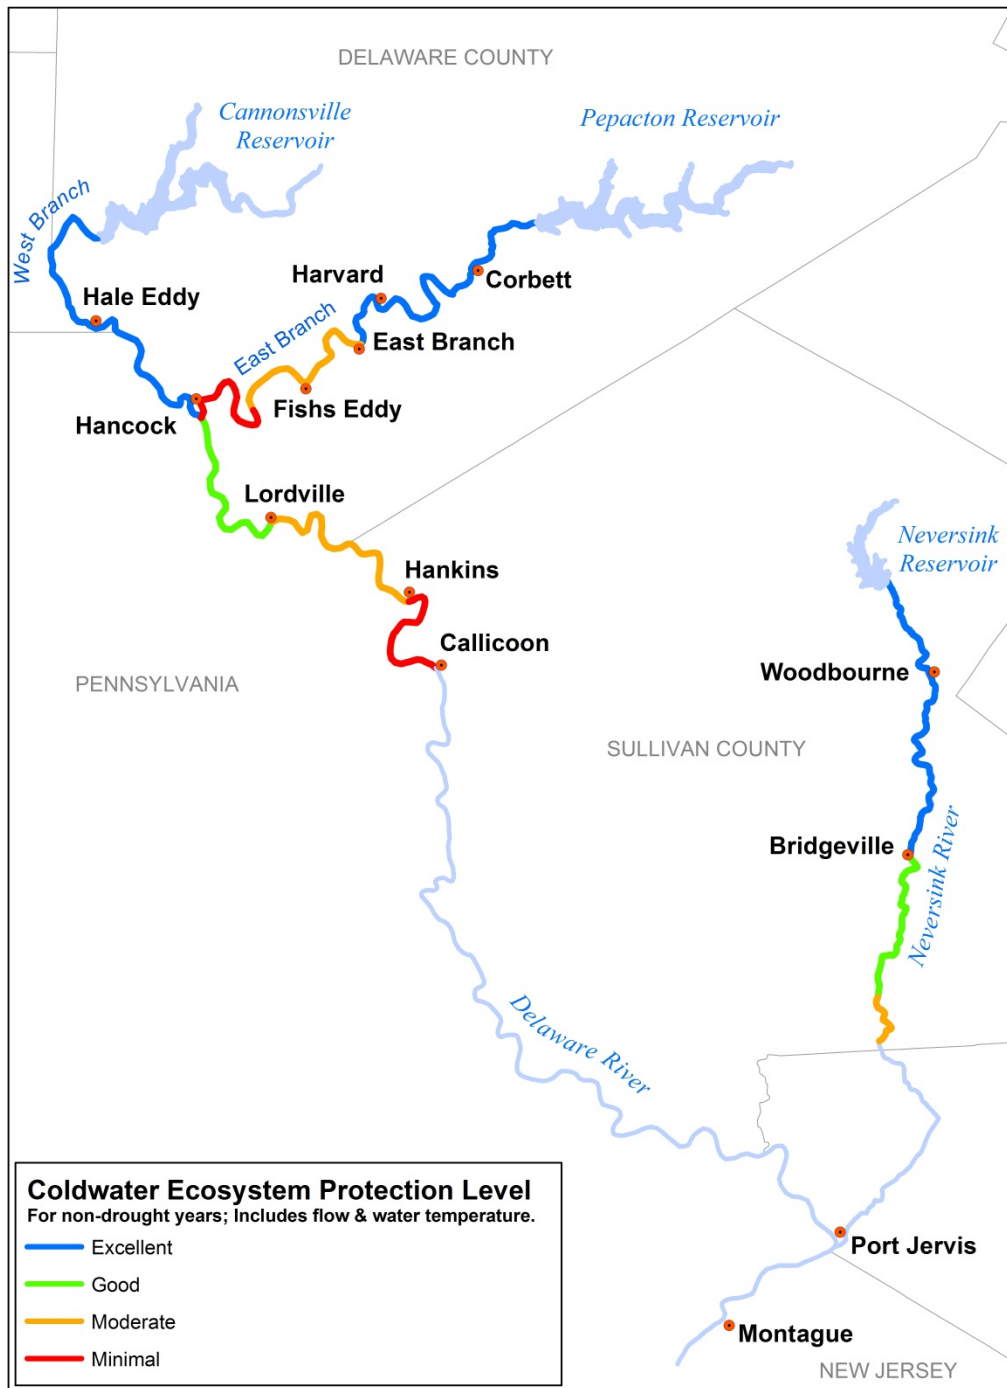 DELAWARE COUNTY
Cannonsville
Reservoir
Pepacton Reservoir
West Branch
Harvard
Corbett
Hale Eddy
East Branch
East Branch
Fishs Eddy
Hancock
Lordville
Neversink
Reservoir
Hankins
Callicoon
Woodbourne
PENNSYLVANIA
SULLIVAN COUNTY
Bridgeville
Neversink River
Delaware River
Coldwater Ecosystem Protection Level
For non-drought years; Includes flow & water temperature.
Excellent
Good
Moderate
Minimal
Port Jervis
Montague
NEW JERSEY